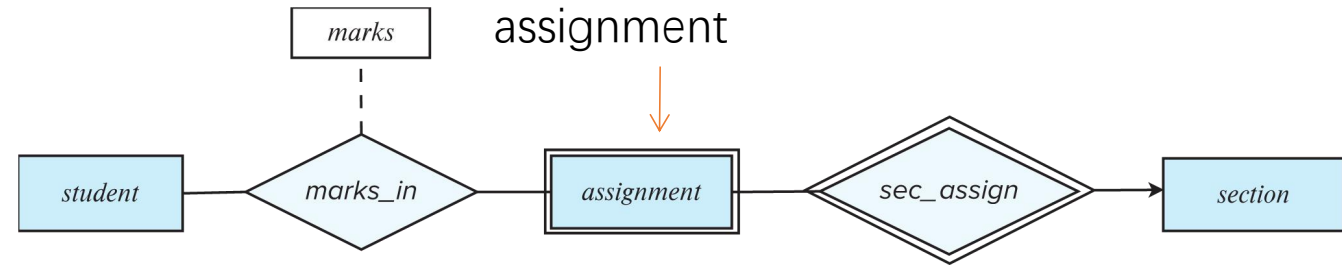 marks
assignment
student
marks_in
assignment
sec_assign
section